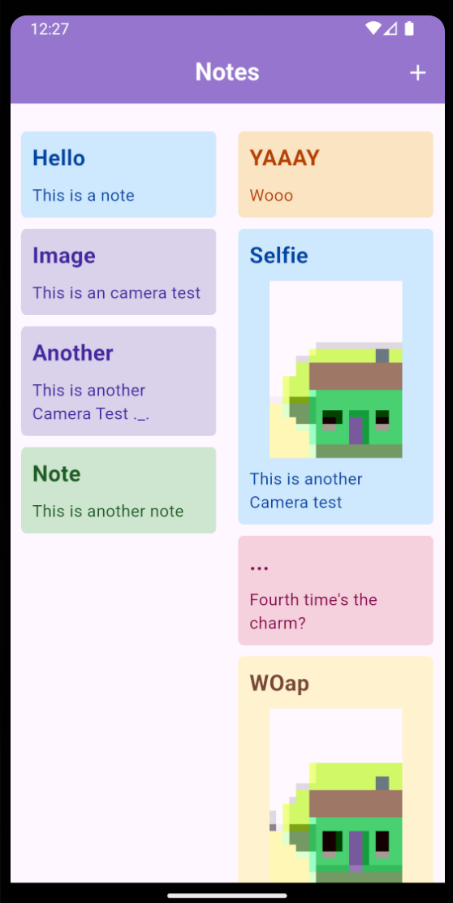 12:27
Notes
+
Hello
This is a note
Image
This is an camera test
Another
This is another
Camera Test ._.
Note
This is another note
YAAAY
Wooo
Selfie
This is another
Camera test
...
Fourth time's the
charm?
WOap